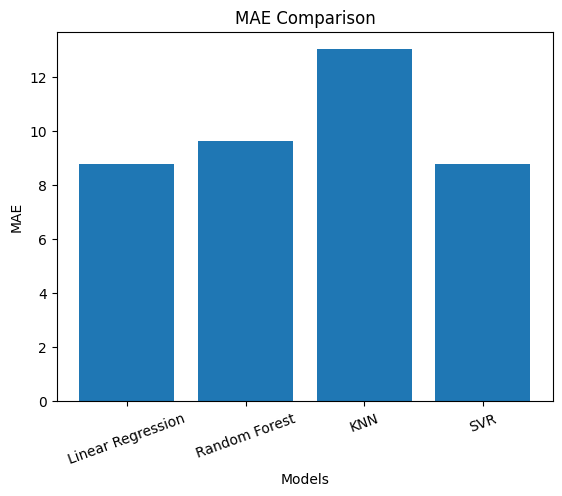 MAE Comparison
MAE
12
10
8
6
4
2
0
Linear Regression
Random Forest
KNN
SVR
Models